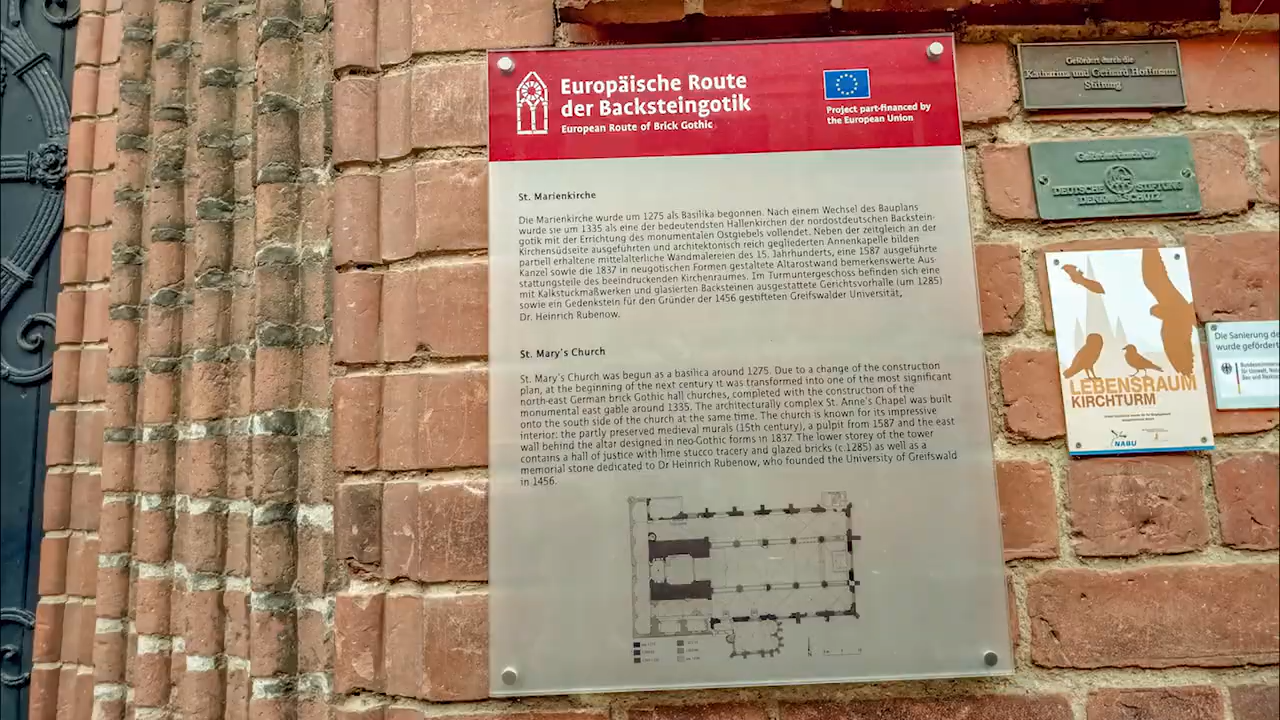 Europäische Route
der Backsteingotik
European Route of Brick Gothic
Project part-financed by
the European Union
St. Marienkirche
Die Marienkirche wurde um 1275 als Basilika begonnen. Nach einem Wechsel des Bauplans
wurde sie um 1335 als eine der bedeutendsten Hallenkirchen der nordostdeutschen Backstein-
gotik mit der Errichtung des monumentalen Ostgiebels vollendet. Neben der zeitgleich an der
Kirchensüdseite ausgeführten und architektonisch reich gegliederten Annenkapelle bilden
partiell erhaltene mittelalterliche Wandmalereien des 15. Jahrhunderts, eine 1587 ausgeführte
Kanzel sowie die 1837 in neugotischen Formen gestaltete Altarostwand bemerkenswerte Aus-
stattungsteile des beeindruckenden Kirchenraumes. Im Turmuntergeschoss befinden sich eine
mit Kalkstuckmaßwerken und glasierten Backsteinen ausgestattete Gerichtsvorhalle (um 1285)
sowie ein Gedenkstein für den Gründer der 1456 gestifteten Greifswalder Universität,
Dr. Heinrich Rubenow.
St. Mary's Church
St. Mary's Church was begun as a basilica around 1275. Due to a change of the construction
plan, at the beginning of the next century it was transformed into one of the most significant
north-east German brick Gothic hall churches, completed with the construction of the
monumental east gable around 1335. The architecturally complex St. Anne's Chapel was built
onto the south side of the church at the same time. The church is known for its impressive
interior: the partly preserved medieval murals (15th century), a pulpit from 1587 and the east
wall behind the altar designed in neo-Gothic forms in 1837. The lower storey of the tower
contains a hall of justice with lime stucco tracery and glazed bricks (c.1285) as well as a
memorial stone dedicated to Dr Heinrich Rubenow, who founded the University of Greifswald
in 1456.
Gefördert durch die
Katharina und Gerhard Hoffmann
Stiftung
Gefördert durch die
DEUTSCHE STIFTUNG
DENKMALSCHUTZ
LEBENSRAUM
KIRCHTURM
NABU
Die Sanierung de
wurde gefördert
Bundesministerium
für Umwelt, Natu
Bau und Reaktor